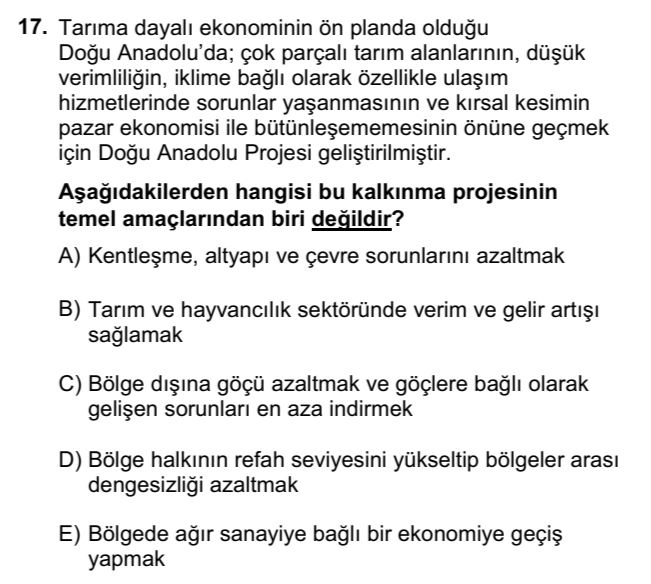 17. Tarıma dayalı ekonominin ön planda olduğu
Doğu Anadolu'da; çok parçalı tarım alanlarının, düşük
verimliliğin, iklime bağlı olarak özellikle ulaşım
hizmetlerinde sorunlar yaşanmasının ve kırsal kesimin
pazar ekonomisi ile bütünleşememesinin önüne geçmek
için Doğu Anadolu Projesi geliştirilmiştir.
Aşağıdakilerden hangisi bu kalkınma projesinin
temel amaçlarından biri değildir?
A) Kentleşme, altyapı ve çevre sorunlarını azaltmak
B) Tarım ve hayvancılık sektöründe verim ve gelir artışı
sağlamak
C) Bölge dışına göçü azaltmak ve göçlere bağlı olarak
gelişen sorunları en aza indirmek
D) Bölge halkının refah seviyesini yükseltip bölgeler arası
dengesizliği azaltmak
E) Bölgede ağır sanayiye bağlı bir ekonomiye geçiş
yapmak